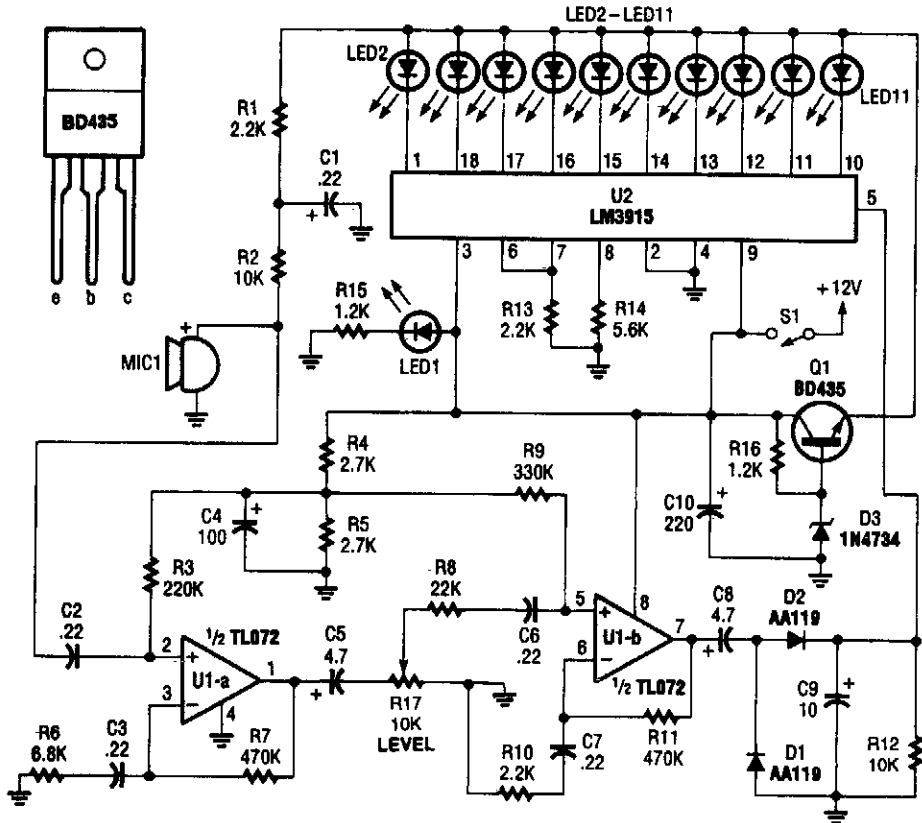 LED2–LED11
LED2
LED11
BD435
e b c
R1
2.2K
C1
.22
+
R2
10K
1 18 17 16 15 14 13 12 11 10
5
U2
LM3915
3 6 7 8 2 4 9
R15
1.2K
LED1
R13
2.2K
R14
5.6K
S1
+12V
MIC1
+
Q1
BD435
R4
2.7K
R9
330K
R16
1.2K
C4
100
+
R5
2.7K
C10
220
+
D3
1N4734
R3
220K
R8
22K
C2
.22
½ TL072
2
+
U1-a
1
3
–
4
C5
4.7
+
R17
10K
LEVEL
C6
.22
5
+
8
U1-b
7
6
–
½ TL072
C8
4.7
+
D2
AA119
R6
6.8K
C3
.22
R7
470K
R10
2.2K
C7
.22
R11
470K
D1
AA119
C9
10
+
R12
10K